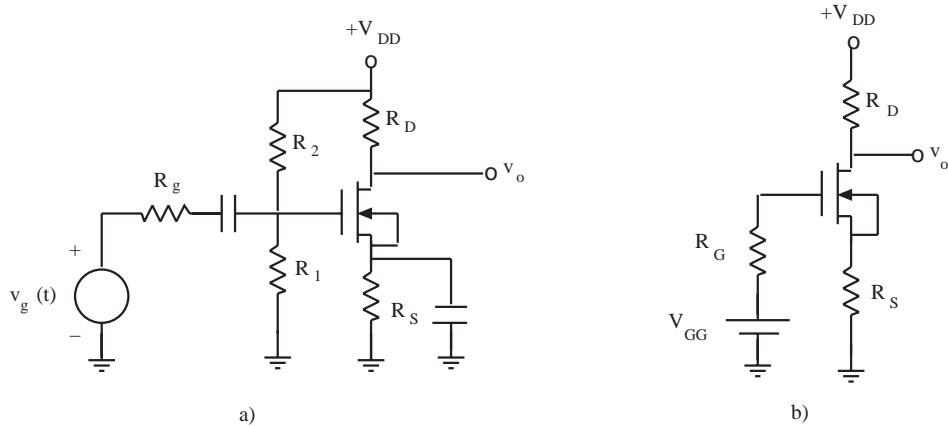 +V DD
R D
R 2
v o
R g
+
v g (t)
−
R 1
R S
a)
+V DD
R D
v o
R G
R S
V GG
b)